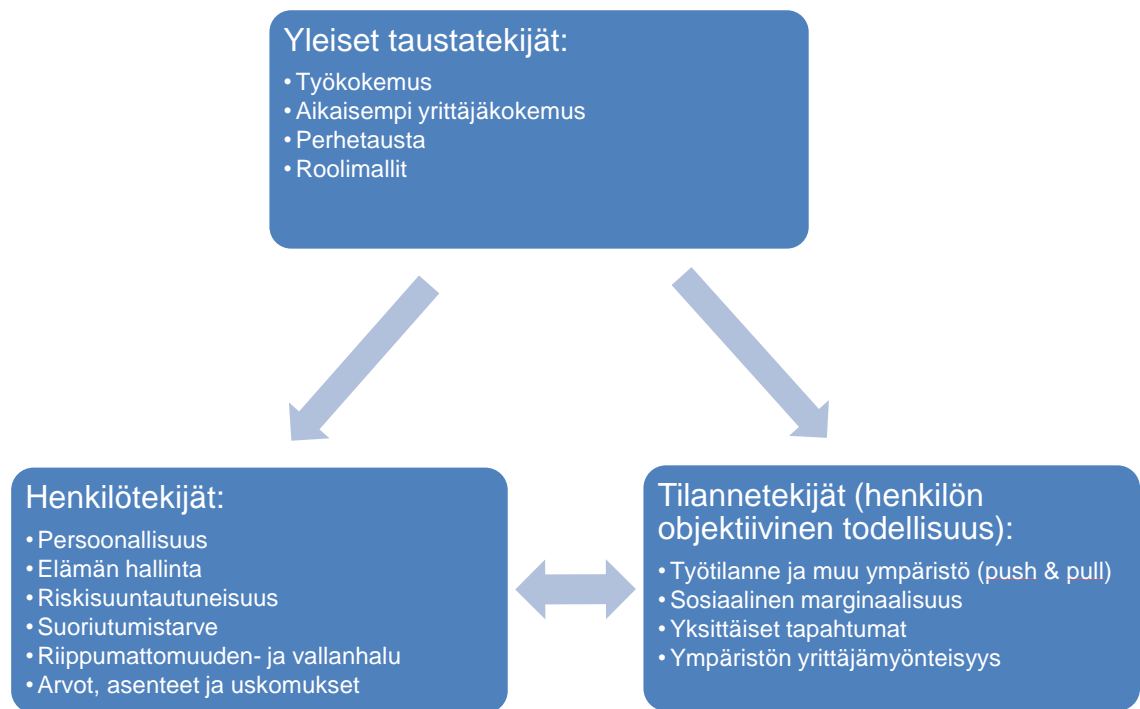 Yleiset taustatekijät:
• Työkokemus
• Aikaisempi yrittäjäkokemus
• Perhetausta
• Roolimallit
Henkilötekijät:
• Persoonallisuus
• Elämän hallinta
• Riskisuuntautuneisuus
• Suoriutumistarve
• Riippumattomuuden- ja vallanhalu
• Arvot, asenteet ja uskomukset
Tilannetekijät (henkilön
objektiivinen todellisuus):
• Työtilanne ja muu ympäristö (push & pull)
• Sosiaalinen marginaalisuus
• Yksittäiset tapahtumat
• Ympäristön yrittäjämyönteisyys